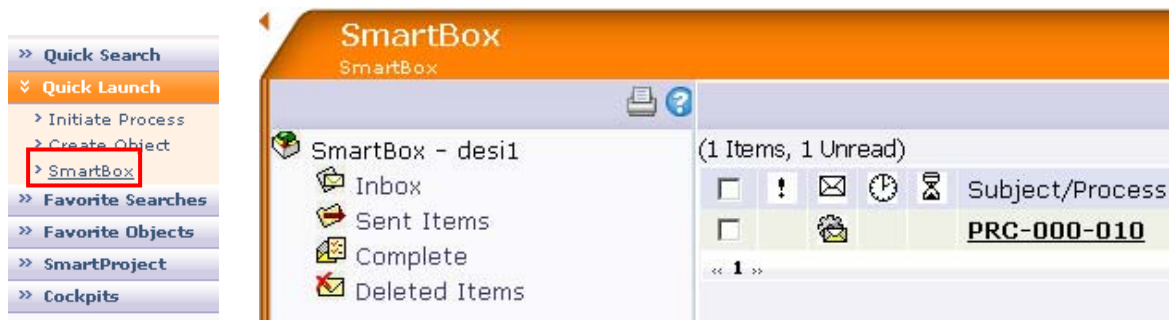 » Quick Search
Quick Launch
> Initiate Process
> Create Object
> SmartBox
» Favorite Searches
» Favorite Objects
» SmartProject
» Cockpits
SmartBox
SmartBox
SmartBox - desi1
Inbox
Sent Items
Complete
Deleted Items
(1 Items, 1 Unread)
! Subject/Process
PRC-000-010
« 1 »